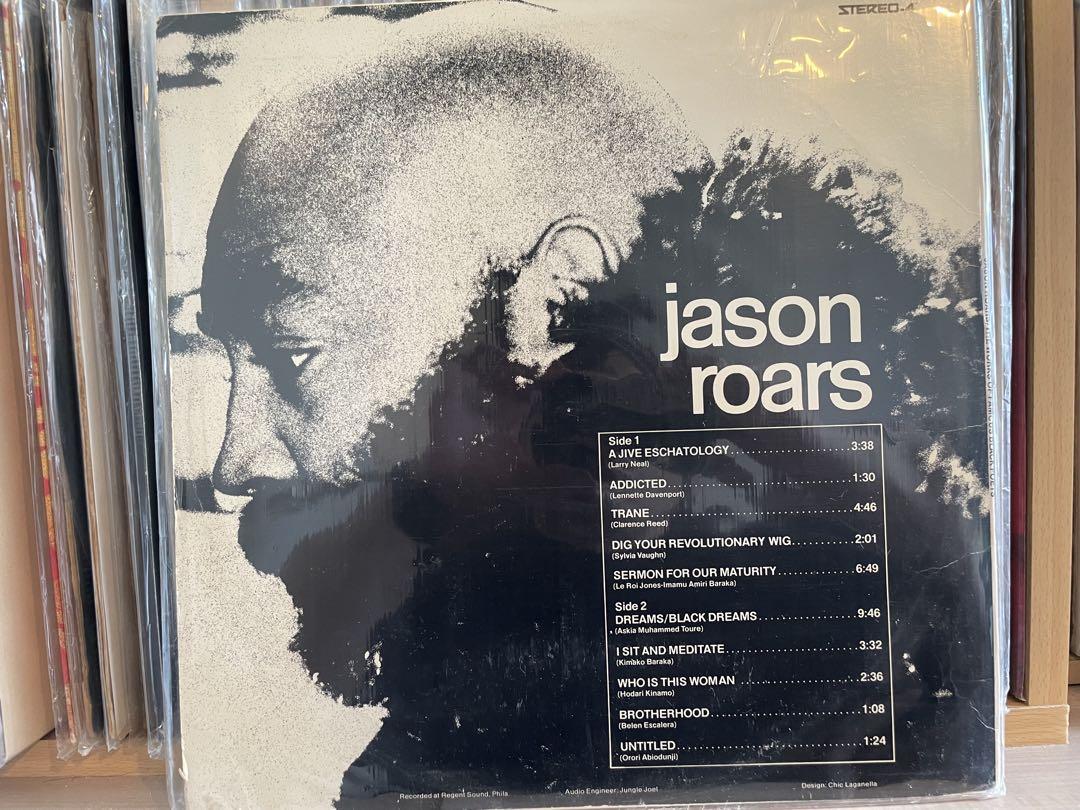 STEREO-4
jason
roars
Side 1
A JIVE ESCHATOLOGY........................3:38
(Larry Neal)
ADDICTED........................1:30
(Lennette Davenport)
TRANE........................4:46
(Clarence Reed)
DIG YOUR REVOLUTIONARY WIG...........2:01
(Sylvia Vaughn)
SERMON FOR OUR MATURITY.............6:49
(Le Roi Jones-Imamu Amiri Baraka)
Side 2
DREAMS/BLACK DREAMS................9:46
(Askia Muhammed Toure)
I SIT AND MEDITATE......................3:32
(Kimako Baraka)
WHO IS THIS WOMAN....................2:36
(Hodari Kinamo)
BROTHERHOOD........................1:08
(Belen Escalera)
UNTITLED..............................1:24
(Orori Abiodunji)
Recorded at Regent Sound, Phila
Audio Engineer: Jungle Joel
Design: Chic Laganella